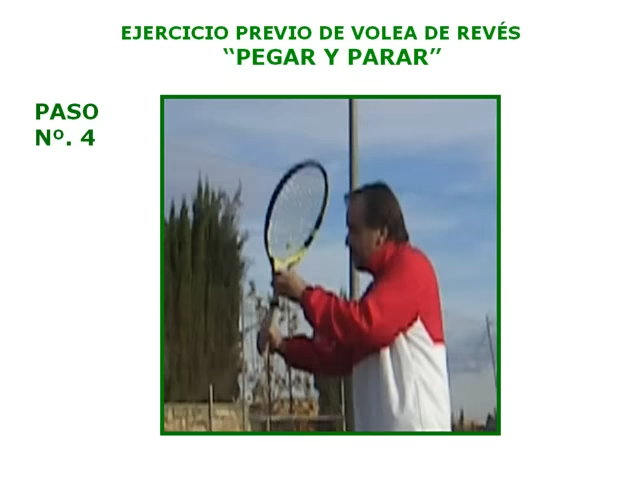 EJERCICIO PREVIO DE VOLEA DE REVÉS
“PEGAR Y PARAR”
PASO
Nº. 4